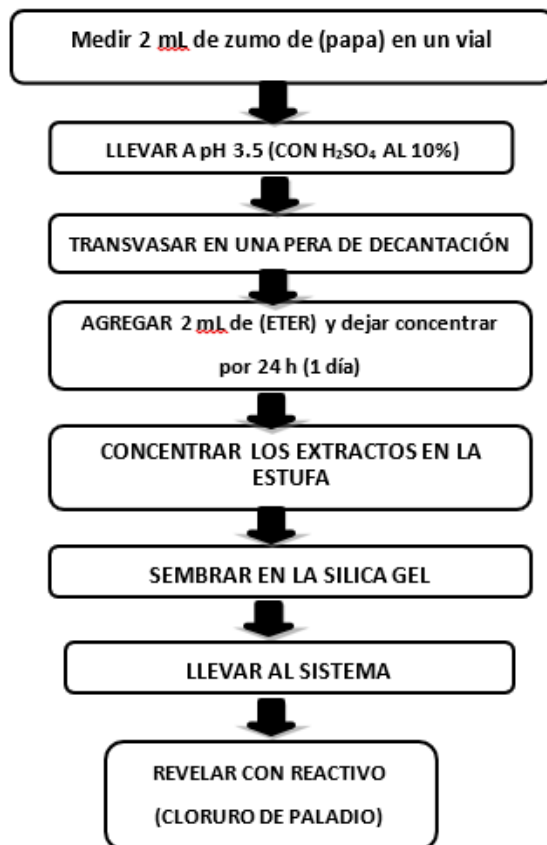 Medir 2 mL de zumo de (papa) en un vial
LLEVAR A pH 3.5 (CON H₂SO₄ AL 10%)
TRANSVASAR EN UNA PERA DE DECANTACIÓN
AGREGAR 2 mL de (ETER) y dejar concentrar
por 24 h (1 día)
CONCENTRAR LOS EXTRACTOS EN LA
ESTUFA
SEMBRAR EN LA SILICA GEL
LLEVAR AL SISTEMA
REVELAR CON REACTIVO
(CLORURO DE PALADIO)